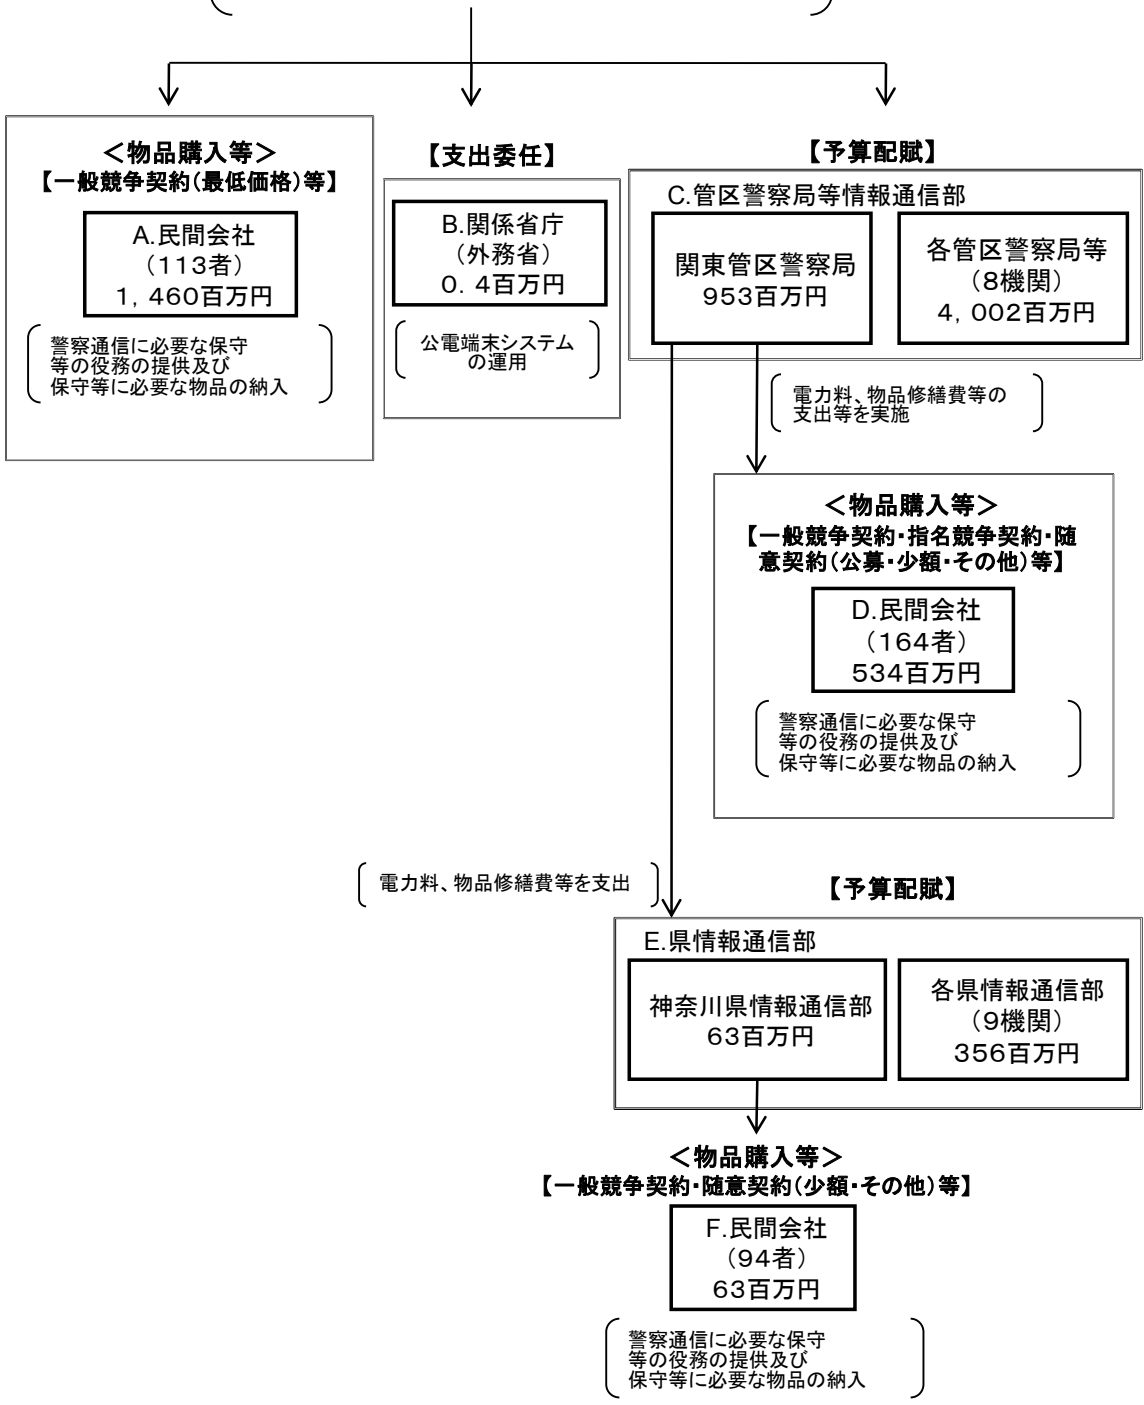 ＜物品購入等＞
【一般競争契約（最低価格）等】
A.民間会社
（113者）
1，460百万円
警察通信に必要な保守
等の役務の提供及び
保守等に必要な物品の納入
【支出委任】
B.関係省庁
（外務省）
0．4百万円
公電端末システム
の運用
【予算配賦】
C.管区警察局等情報通信部
関東管区警察局
953百万円
各管区警察局等
（8機関）
4，002百万円
電力料、物品修繕費等の
支出等を実施
＜物品購入等＞
【一般競争契約・指名競争契約・随
意契約（公募・少額・その他）等】
D.民間会社
（164者）
534百万円
警察通信に必要な保守
等の役務の提供及び
保守等に必要な物品の納入
電力料、物品修繕費等を支出
【予算配賦】
E.県情報通信部
神奈川県情報通信部
63百万円
各県情報通信部
（9機関）
356百万円
＜物品購入等＞
【一般競争契約・随意契約（少額・その他）等】
F.民間会社
（94者）
63百万円
警察通信に必要な保守
等の役務の提供及び
保守等に必要な物品の納入